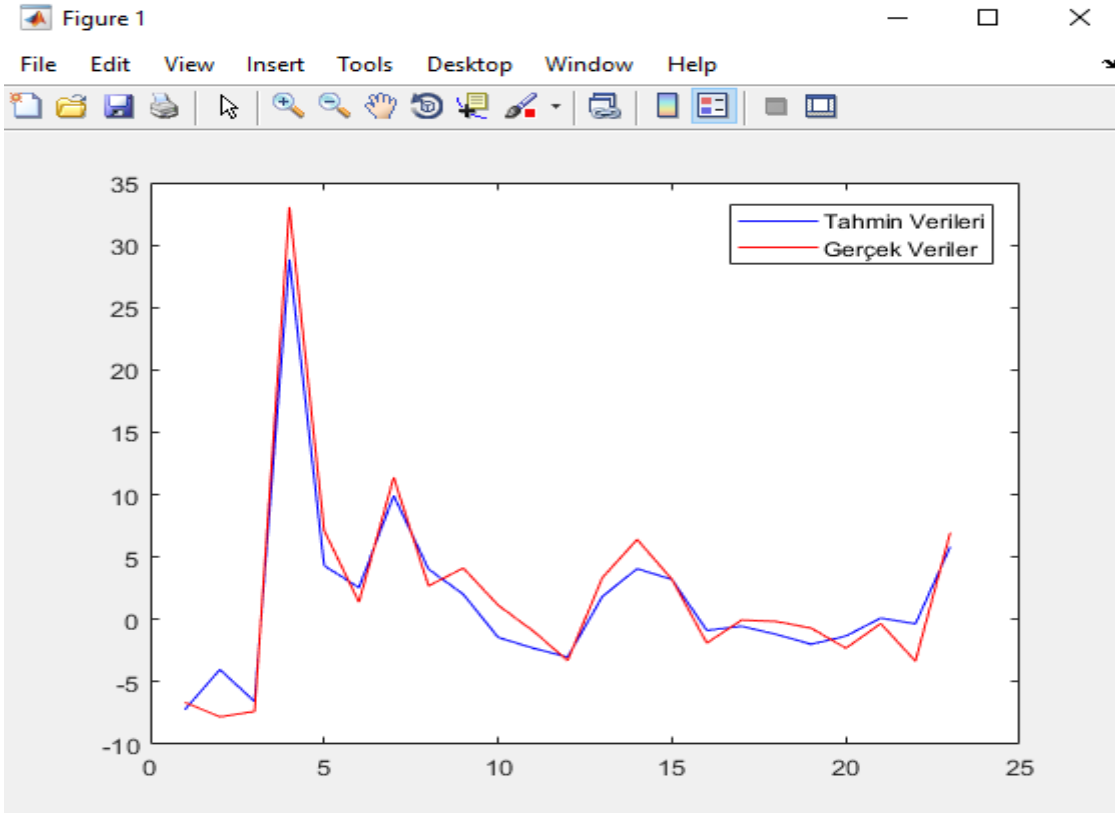 Figure 1
File Edit View Insert Tools Desktop Window Help
35
30
25
20
15
10
5
0
-5
-10
0 5 10 15 20 25
Tahmin Verileri
Gerçek Veriler